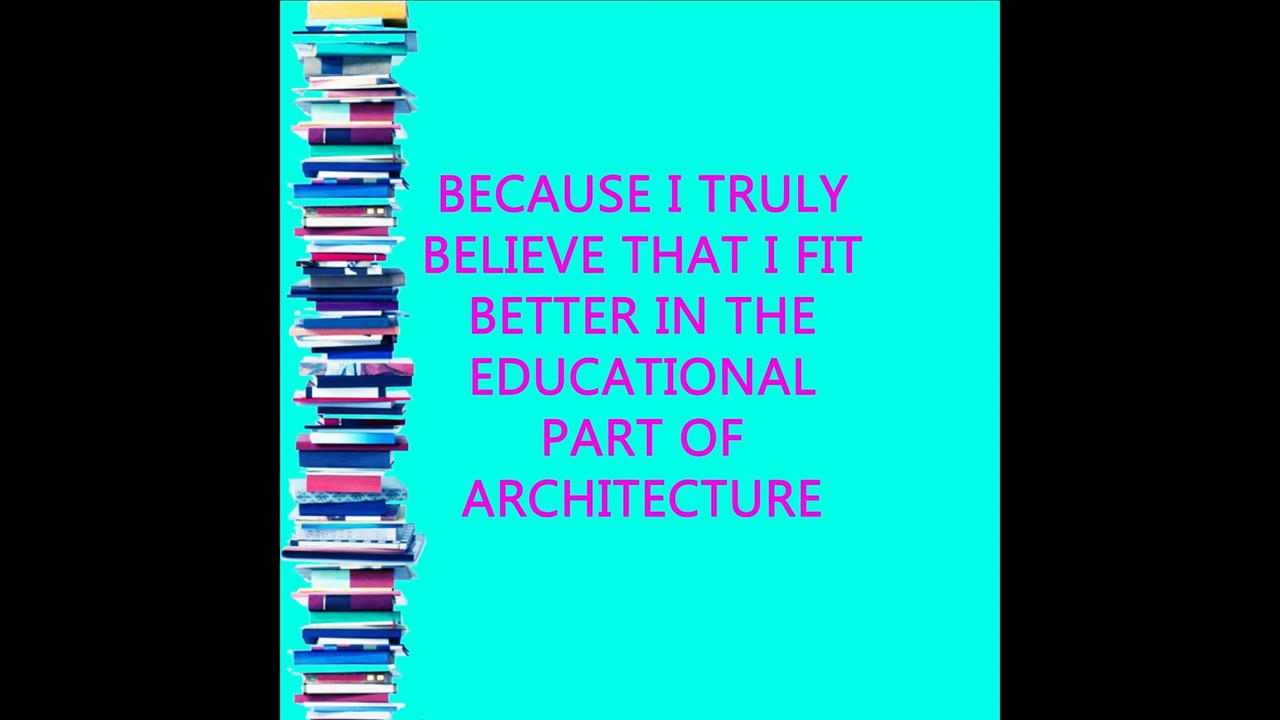 BECAUSE I TRULY
BELIEVE THAT I FIT
BETTER IN THE
EDUCATIONAL
PART OF
ARCHITECTURE